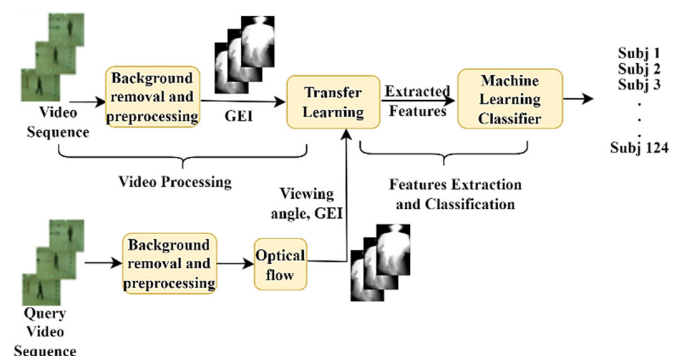 Video
Sequence
Background
removal and
preprocessing
GEI
Transfer
Learning
Extracted
Features
Machine
Learning
Classifier
Subj 1
Subj 2
Subj 3
.
.
.
Subj 124
Video Processing
Features Extraction
and Classification
Viewing
angle, GEI
Query
Video
Sequence
Background
removal and
preprocessing
Optical
flow